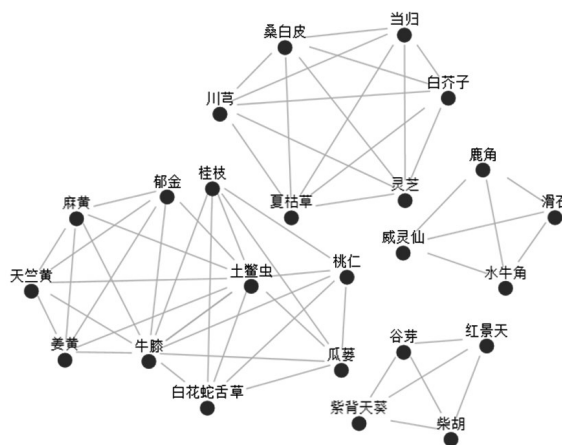 当归
桑白皮
白芥子
川芎
鹿角
灵芝
夏枯草
桂枝
郁金
滑石
麻黄
威灵仙
桃仁
土鳖虫
天竺黄
水牛角
谷芽
红景天
姜黄
牛膝
瓜蒌
白花蛇舌草
紫背天葵
柴胡